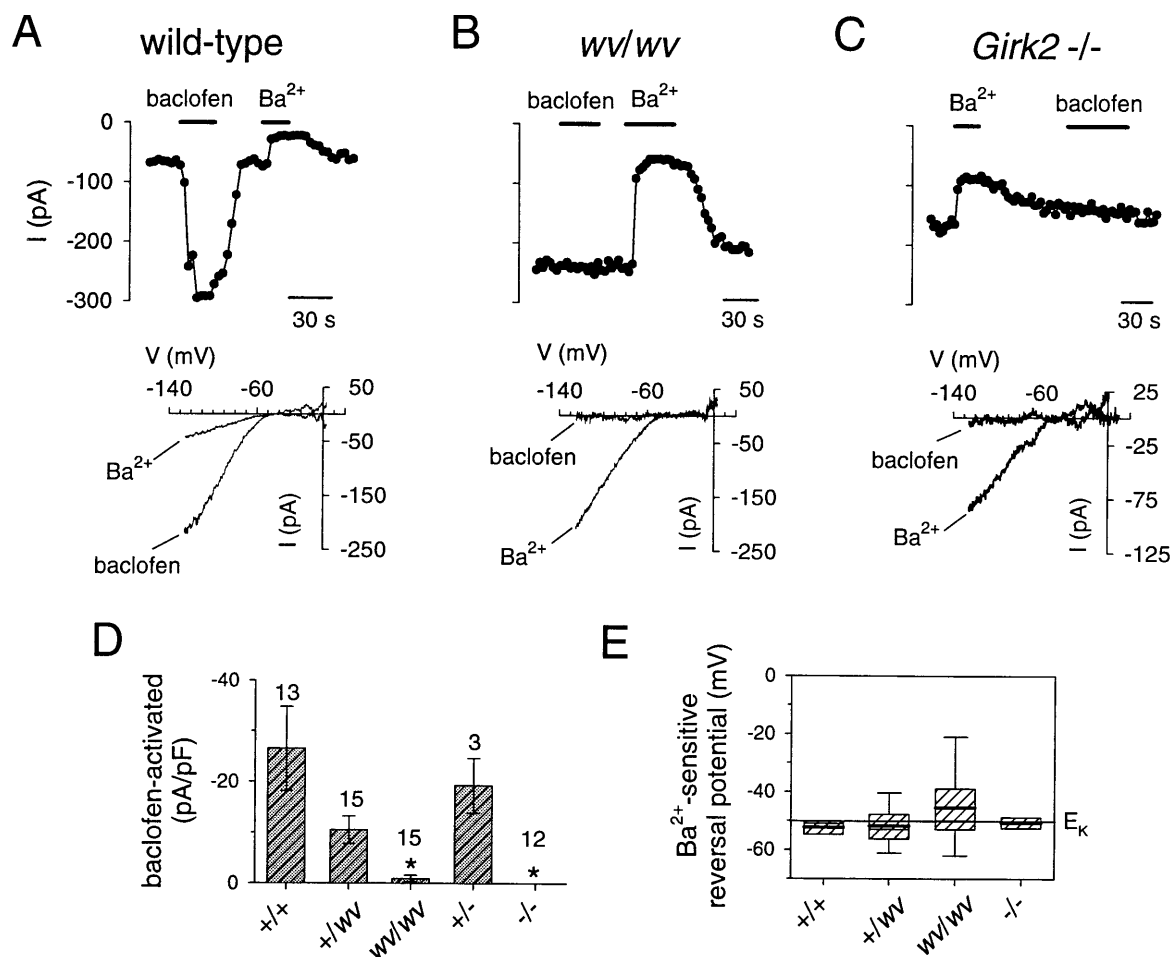 A
wild-type
baclofen
Ba2+
0
-100
-200
-300
I (pA)
30 s
V (mV)
-140
-60
50
-50
-150
-250
I (pA)
Ba2+
baclofen
B
wv/wv
baclofen
Ba2+
30 s
V (mV)
-140
-60
50
-50
-150
-250
I (pA)
baclofen
Ba2+
C
Girk2 -/-
Ba2+
baclofen
30 s
V (mV)
-140
-60
25
-25
-75
-125
I (pA)
baclofen
Ba2+
D
baclofen-activated
(pA/pF)
-40
-20
0
13
15
15
*
3
12
*
+/+
+/wv
wv/wv
+/-
-/-
E
Ba2+-sensitive
reversal potential (mV)
0
-20
-40
-60
EK
+/+
+/wv
wv/wv
-/-